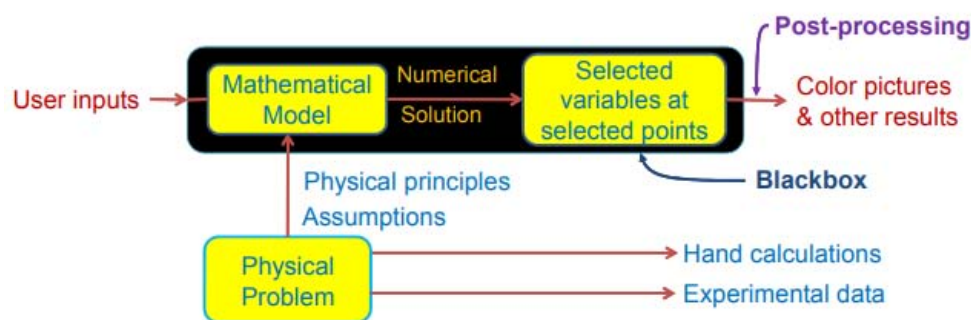 Post-processing
User inputs
Mathematical
Model
Numerical
Solution
Selected
variables at
selected points
Color pictures
& other results
Blackbox
Physical principles
Assumptions
Physical
Problem
Hand calculations
Experimental data